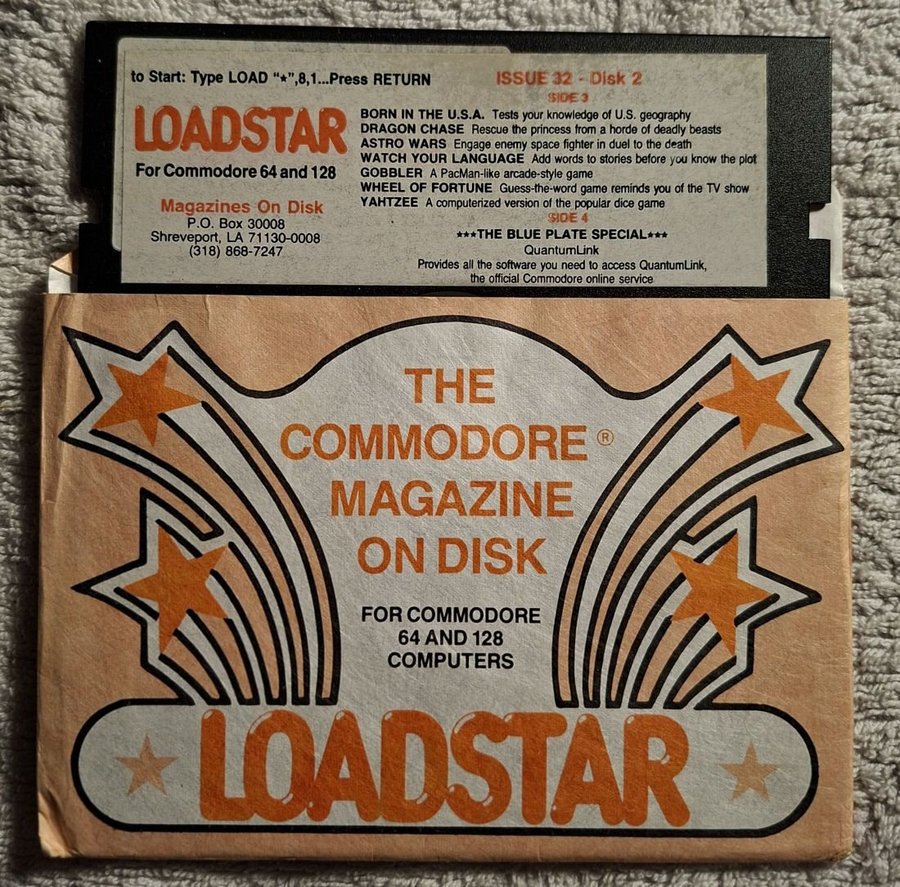 to Start: Type LOAD "★",8,1...Press RETURN
ISSUE 32 - Disk 2
SIDE 3
LOADSTAR
For Commodore 64 and 128
Magazines On Disk
P.O. Box 30008
Shreveport, LA 71130-0008
(318) 868-7247
BORN IN THE U.S.A. Tests your knowledge of U.S. geography
DRAGON CHASE Rescue the princess from a horde of deadly beasts
ASTRO WARS Engage enemy space fighter in duel to the death
WATCH YOUR LANGUAGE Add words to stories before you know the plot
GOBBLER A PacMan-like arcade-style game
WHEEL OF FORTUNE Guess-the-word game reminds you of the TV show
YAHTZEE A computerized version of the popular dice game
SIDE 4
★★★THE BLUE PLATE SPECIAL★★★
QuantumLink
Provides all the software you need to access QuantumLink,
the official Commodore online service
THE
COMMODORE®
MAGAZINE
ON DISK
FOR COMMODORE
64 AND 128
COMPUTERS
LOADSTAR